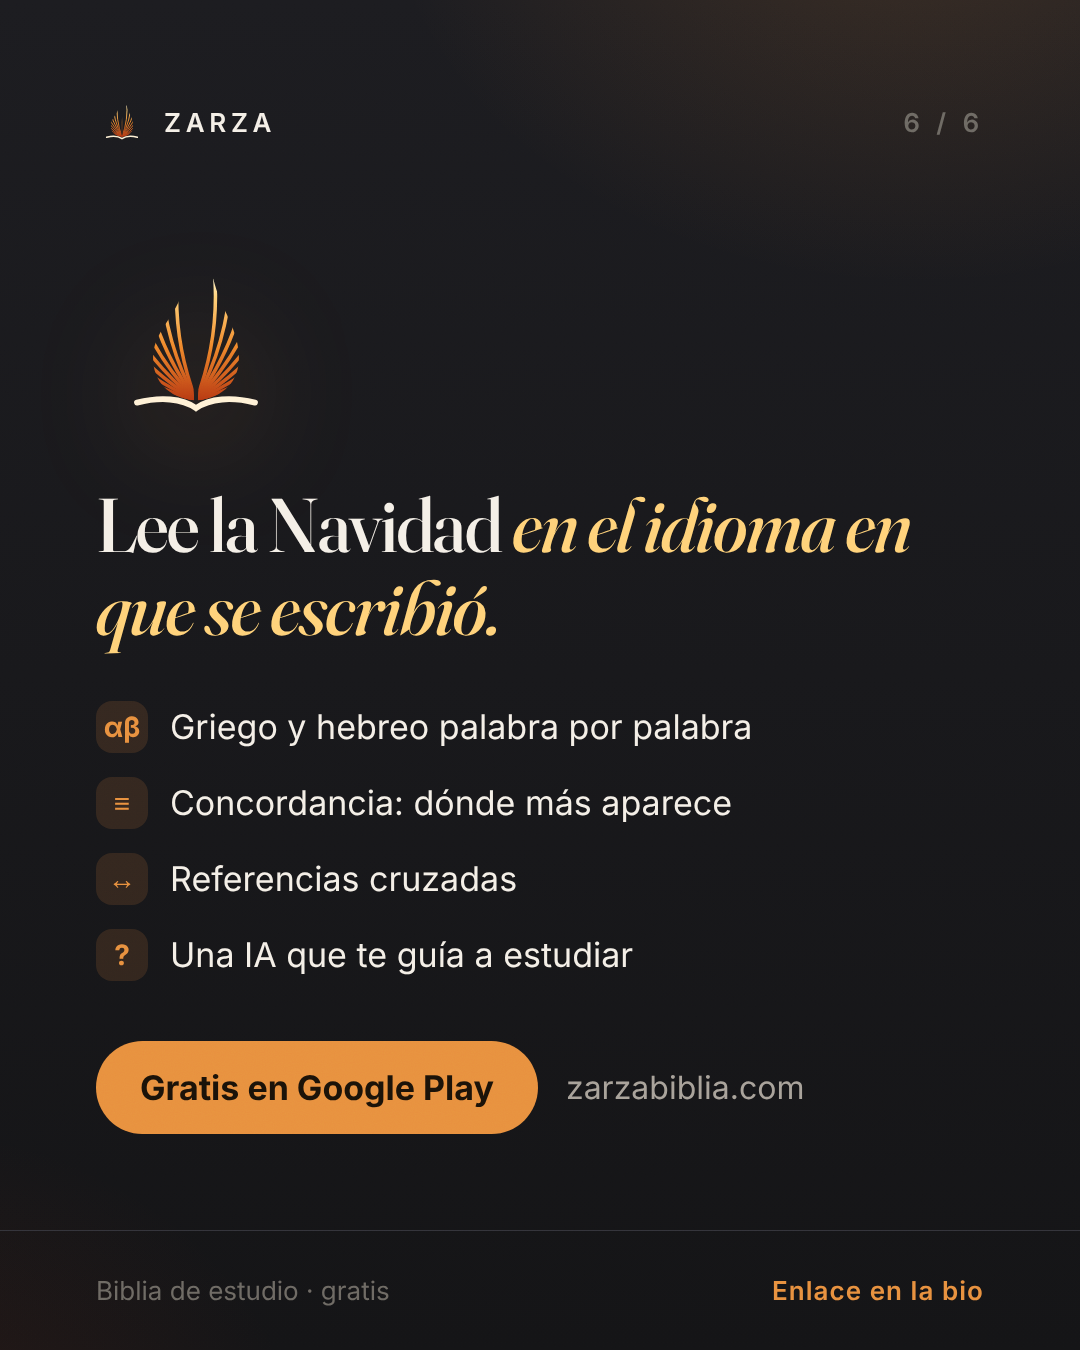 ZARZA
6 / 6
Lee la Navidad en el idioma en
que se escribió.
αβ Griego y hebreo palabra por palabra
≡ Concordancia: dónde más aparece
↔ Referencias cruzadas
? Una IA que te guía a estudiar
Gratis en Google Play
zarzabiblia.com
Biblia de estudio · gratis
Enlace en la bio